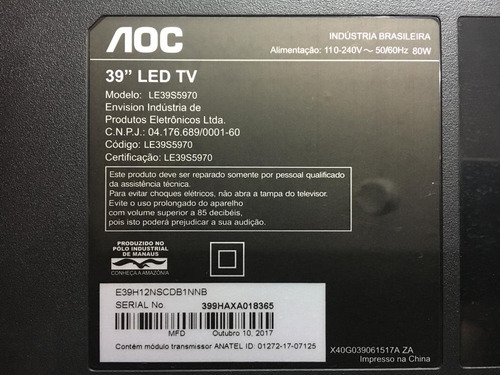 AOC
INDÚSTRIA BRASILEIRA
Alimentação: 110-240V～ 50/60Hz 80W
39" LED TV
Modelo: LE39S5970
Envision Indústria de
Produtos Eletrônicos Ltda.
C.N.P.J.: 04.176.689/0001-60
Código: LE39S5970
Certificação: LE39S5970
Este produto deve ser reparado somente por pessoal qualificado
da assistência técnica.
Para evitar choques elétricos, não abra a tampa do televisor.
Evite o uso prolongado do aparelho
com volume superior a 85 decibéis,
pois isto poderá prejudicar a sua audição.
PRODUZIDO NO
PÓLO INDUSTRIAL
DE MANAUS
CONHEÇA A AMAZÔNIA
E39H12NSCDB1NNB
SERIAL No. 399HAXA018365
MFD Outubro 10, 2017
Contém módulo transmissor ANATEL ID: 01272-17-07125
X40G039061517A ZA
Impresso na China